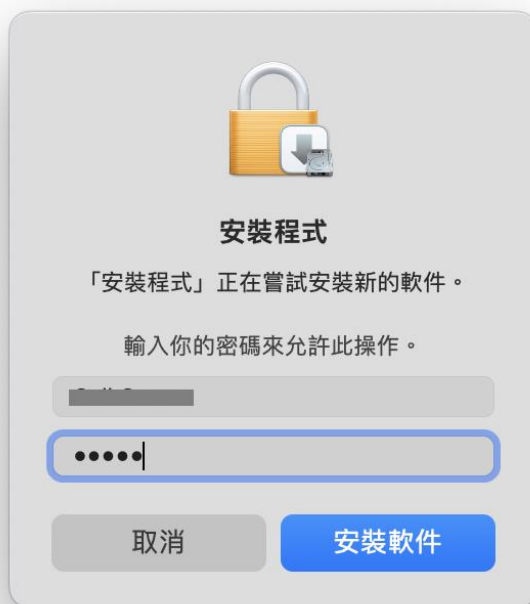 安裝程式
「安裝程式」正在嘗試安裝新的軟件。
輸入你的密碼來允許此操作。
•••••
取消
安裝軟件